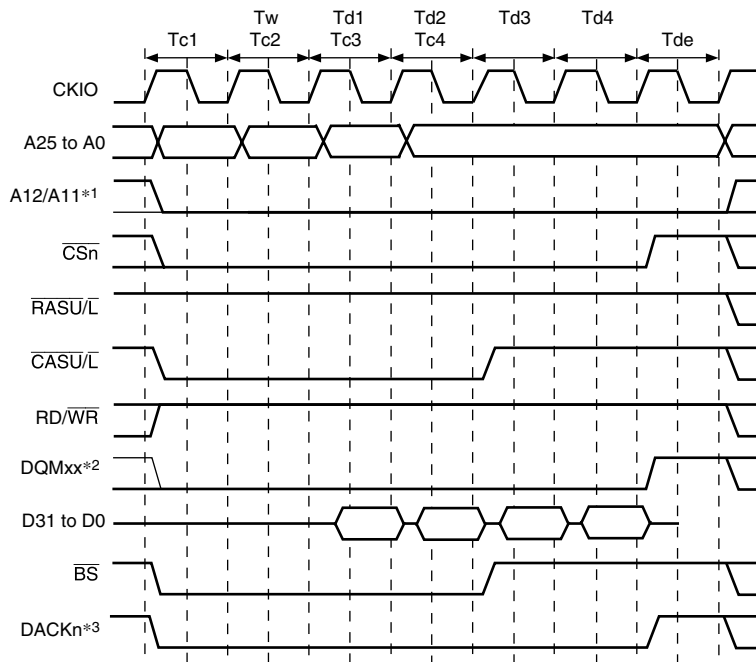 Tw Td1 Td2 Td3 Td4
Tc1 Tc2 Tc3 Tc4 Tde
CKIO
A25 to A0
A12/A11*1
CSn
RASU/L
CASU/L
RD/WR
DQMxx*2
D31 to D0
BS
DACKn*3